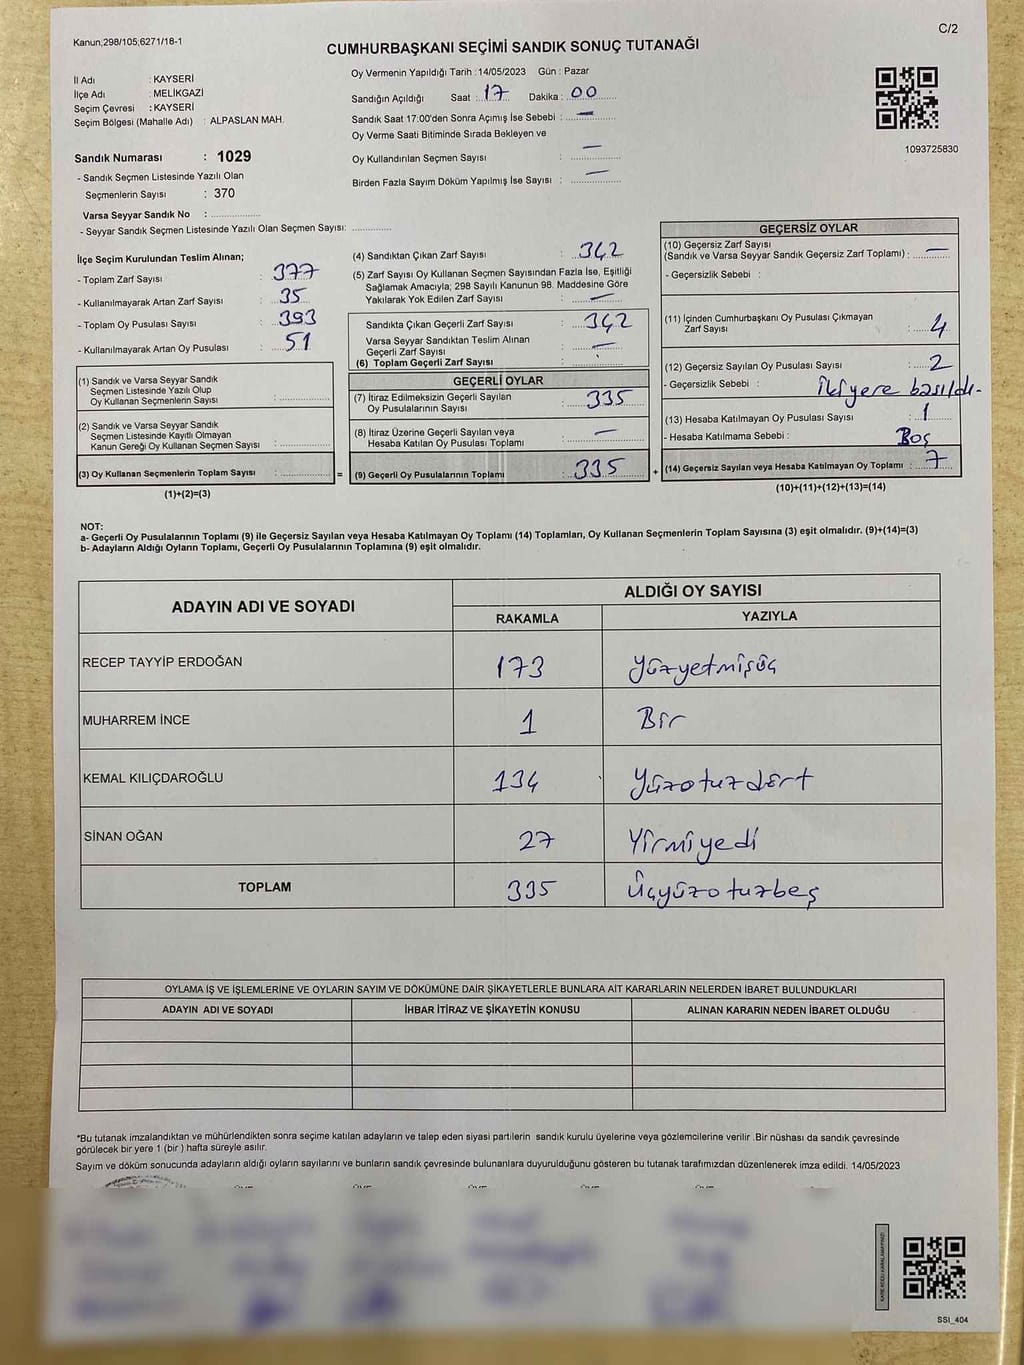 Kanun;298/105;6271/18-1
C/2
CUMHURBAŞKANI SEÇİMİ SANDIK SONUÇ TUTANAĞI
İl Adı : KAYSERİ
İlçe Adı : MELİKGAZİ
Seçim Çevresi : KAYSERİ
Seçim Bölgesi (Mahalle Adı) : ALPASLAN MAH.
Sandık Numarası : 1029
- Sandık Seçmen Listesinde Yazılı Olan
Seçmenlerin Sayısı : 370
Varsa Seyyar Sandık No :
- Seyyar Sandık Seçmen Listesinde Yazılı Olan Seçmen Sayısı:
Oy Vermenin Yapıldığı Tarih :14/05/2023 Gün : Pazar
Sandığın Açıldığı Saat : 17 Dakika : 00
Sandık Saat 17:00'den Sonra Açımış İse Sebebi : —
Oy Verme Saati Bitiminde Sırada Bekleyen ve
Oy Kullandırılan Seçmen Sayısı : —
Birden Fazla Sayım Döküm Yapılmış İse Sayısı : —
1093725830
İlçe Seçim Kurulundan Teslim Alınan;
- Toplam Zarf Sayısı : 377
- Kullanılmayarak Artan Zarf Sayısı : 35
- Toplam Oy Pusulası Sayısı : 393
- Kullanılmayarak Artan Oy Pusulası : 51
(1) Sandık ve Varsa Seyyar Sandık
Seçmen Listesinde Yazılı Olup
Oy Kullanan Seçmenlerin Sayısı :
(2) Sandık ve Varsa Seyyar Sandık
Seçmen Listesinde Kayıtlı Olmayan
Kanun Gereği Oy Kullanan Seçmen Sayısı :
(3) Oy Kullanan Seçmenlerin Toplam Sayısı : =
(1)+(2)=(3)
(4) Sandıktan Çıkan Zarf Sayısı : 342
(5) Zarf Sayısı Oy Kullanan Seçmen Sayısından Fazla İse, Eşitliği
Sağlamak Amacıyla; 298 Sayılı Kanunun 98. Maddesine Göre
Yakılarak Yok Edilen Zarf Sayısı : —
Sandıkta Çıkan Geçerli Zarf Sayısı : 342
Varsa Seyyar Sandıktan Teslim Alınan
Geçerli Zarf Sayısı : —
(6) Toplam Geçerli Zarf Sayısı :
GEÇERLİ OYLAR
(7) İtiraz Edilmeksizin Geçerli Sayılan
Oy Pusulalarının Sayısı : 335
(8) İtiraz Üzerine Geçerli Sayılan veya
Hesaba Katılan Oy Pusulası Toplamı : —
(9) Geçerli Oy Pusulalarının Toplamı : 335 +
GEÇERSİZ OYLAR
(10) Geçersiz Zarf Sayısı
(Sandık ve Varsa Seyyar Sandık Geçersiz Zarf Toplamı) : —
- Geçersizlik Sebebi :
(11) İçinden Cumhurbaşkanı Oy Pusulası Çıkmayan
Zarf Sayısı : 4
(12) Geçersiz Sayılan Oy Pusulası Sayısı : 2
- Geçersizlik Sebebi : İki yere basıldı-
(13) Hesaba Katılmayan Oy Pusulası Sayısı : 1
- Hesaba Katılmama Sebebi : Boş
(14) Geçersiz Sayılan veya Hesaba Katılmayan Oy Toplamı : 7
(10)+(11)+(12)+(13)=(14)
NOT:
a- Geçerli Oy Pusulalarının Toplamı (9) ile Geçersiz Sayılan veya Hesaba Katılmayan Oy Toplamı (14) Toplamları, Oy Kullanan Seçmenlerin Toplam Sayısına (3) eşit olmalıdır. (9)+(14)=(3)
b- Adayların Aldığı Oyların Toplamı, Geçerli Oy Pusulalarının Toplamına (9) eşit olmalıdır.
ADAYIN ADI VE SOYADI
ALDIĞI OY SAYISI
RAKAMLA YAZIYLA
RECEP TAYYİP ERDOĞAN 173 Yüzyetmişüç
MUHARREM İNCE 1 Bir
KEMAL KILIÇDAROĞLU 134 Yüzotuzdört
SİNAN OĞAN 27 Yirmiyedi
TOPLAM 335 Üçyüzotuzbeş
OYLAMA İŞ VE İŞLEMLERİNE VE OYLARIN SAYIM VE DÖKÜMÜNE DAİR ŞİKAYETLERLE BUNLARA AİT KARARLARIN NELERDEN İBARET BULUNDUKLARI
ADAYIN ADI VE SOYADI İHBAR İTİRAZ VE ŞİKAYETİN KONUSU ALINAN KARARIN NEDEN İBARET OLDUĞU
*Bu tutanak imzalandıktan ve mühürlendikten sonra seçime katılan adayların ve talep eden siyasi partilerin sandık kurulu üyelerine veya gözlemcilerine verilir .Bir nüshası da sandık çevresinde
görülecek bir yere 1 (bir ) hafta süreyle asılır.
Sayım ve döküm sonucunda adayların aldığı oyların sayılarını ve bunların sandık çevresinde bulunanlara duyurulduğunu gösteren bu tutanak tarafımızdan düzenlenerek imza edildi. 14/05/2023
SSI_404